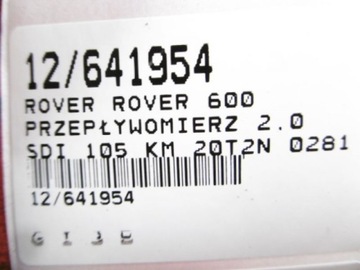 12/641954
ROVER ROVER 600
PRZEPŁYWOMIERZ 2.0
SDI 105 KM 20T2N 0281
12/641954